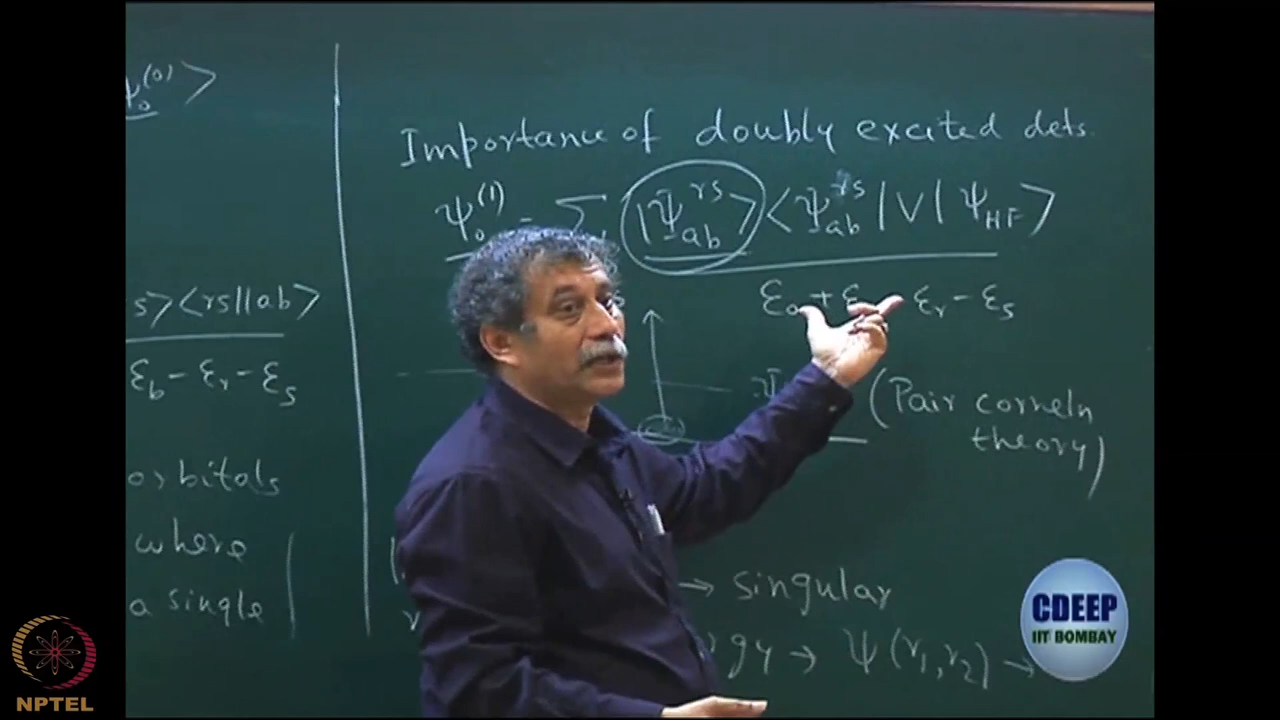 ψ₀⁽⁰⁾ >
s> <rs||ab>
ε_b - ε_r - ε_s
orbitals
where
a single
Importance of doubly excited dets.
ψ₀⁽¹⁾ = Σ |Ψ_ab^rs> <Ψ_ab^rs | V | Ψ_HF>
ε_a + ε - ε_r - ε_s
(Pair correln
theory)
→ singular
gy → ψ(r₁, r₂) →
CDEEP
IIT BOMBAY
NPTEL